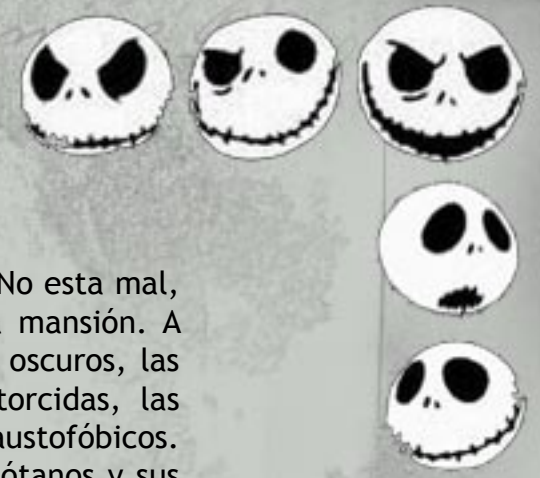 No esta mal,
mansión. A
oscuros, las
torcidas, las
austofóbicos.
ótanos y sus